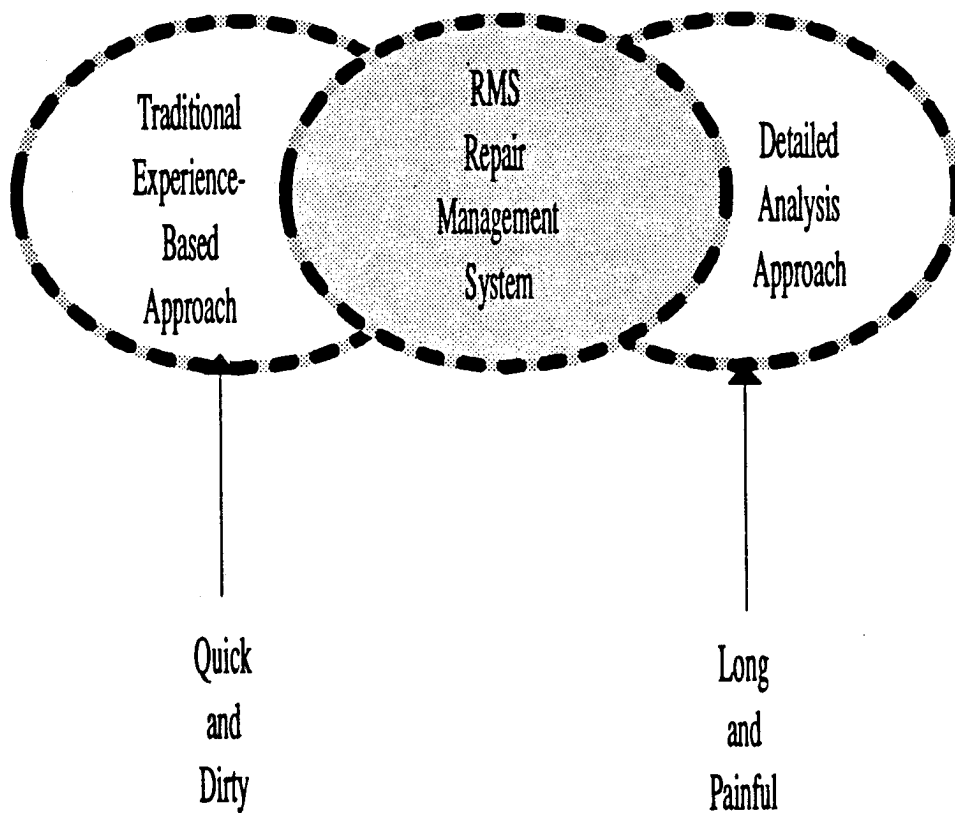 Traditional
Experience-
Based
Approach
RMS
Repair
Management
System
Detailed
Analysis
Approach
Quick
and
Dirty
Long
and
Painful